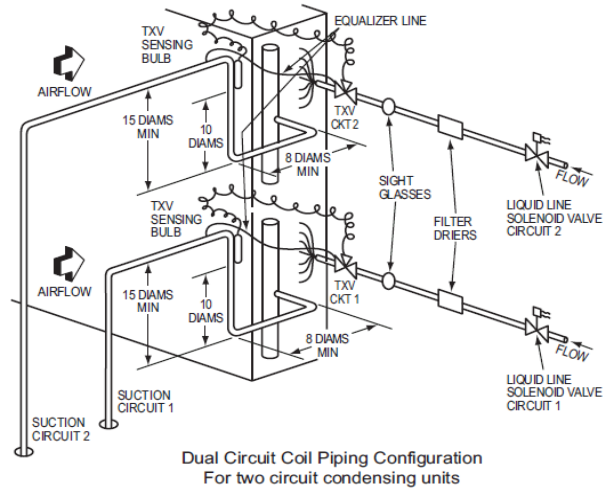 TXV
SENSING
BULB
EQUALIZER LINE
AIRFLOW
15 DIAMS
MIN
10
DIAMS
8 DIAMS
MIN
TXV
CKT 2
SIGHT
GLASSES
FILTER
DRIERS
FLOW
LIQUID LINE
SOLENOID VALVE
CIRCUIT 2
TXV
SENSING
BULB
AIRFLOW
15 DIAMS
MIN
10
DIAMS
8 DIAMS
MIN
TXV
CKT 1
FLOW
LIQUID LINE
SOLENOID VALVE
CIRCUIT 1
SUCTION
CIRCUIT 1
SUCTION
CIRCUIT 2
Dual Circuit Coil Piping Configuration
For two circuit condensing units